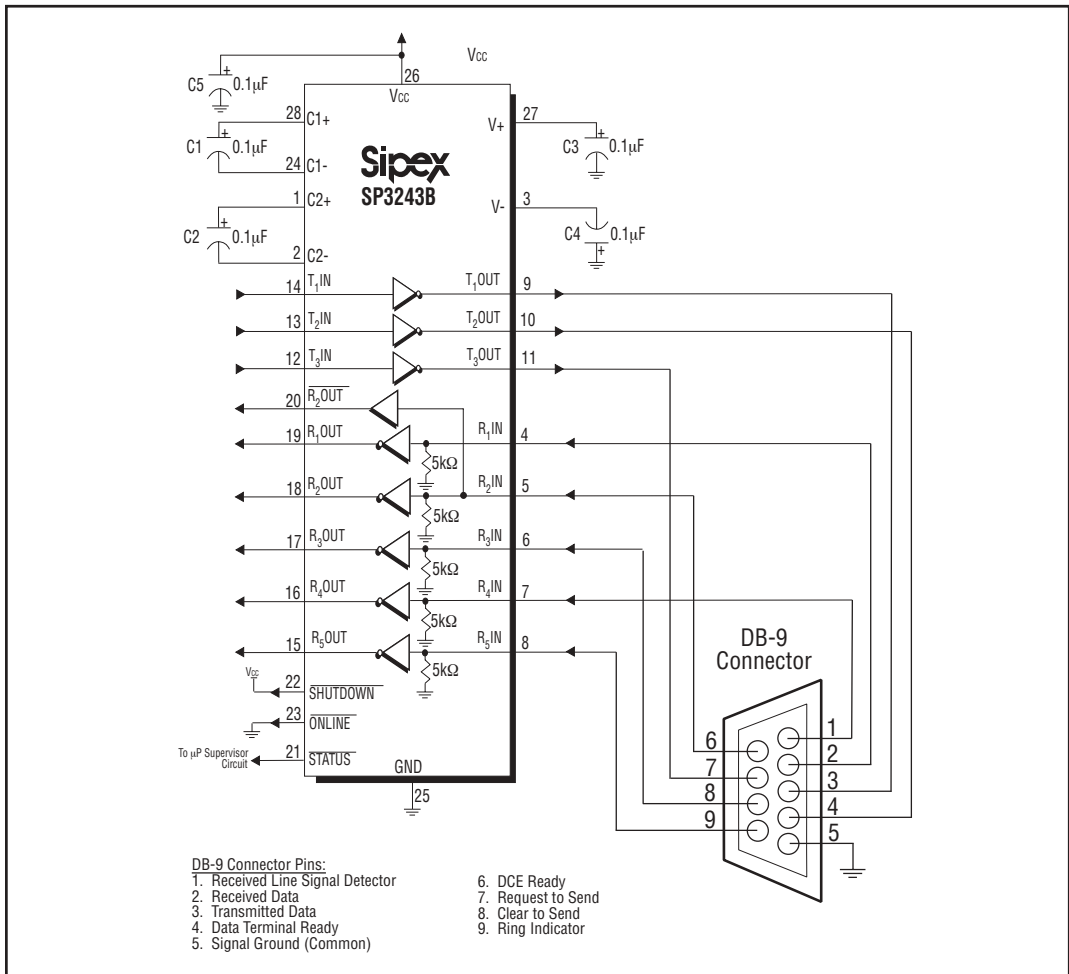 VCC
26
VCC
C5
+
0.1µF
28
C1+
C1
+
0.1µF
24
C1-
1
C2+
C2
+
0.1µF
2
C2-
Sipex
SP3243B
V+
27
C3
+
0.1µF
V-
3
C4
0.1µF
+
14
T1IN
T1OUT
9
13
T2IN
T2OUT
10
12
T3IN
T3OUT
11
20
R2OUT
19
R1OUT
R1IN
4
5kΩ
18
R2OUT
R2IN
5
5kΩ
17
R3OUT
R3IN
6
5kΩ
16
R4OUT
R4IN
7
5kΩ
15
R5OUT
R5IN
8
5kΩ
VCC
22
SHUTDOWN
23
ONLINE
To µP Supervisor
Circuit
21
STATUS
GND
25
DB-9
Connector
6
7
8
9
1
2
3
4
5
DB-9 Connector Pins:
1. Received Line Signal Detector
2. Received Data
3. Transmitted Data
4. Data Terminal Ready
5. Signal Ground (Common)
6. DCE Ready
7. Request to Send
8. Clear to Send
9. Ring Indicator